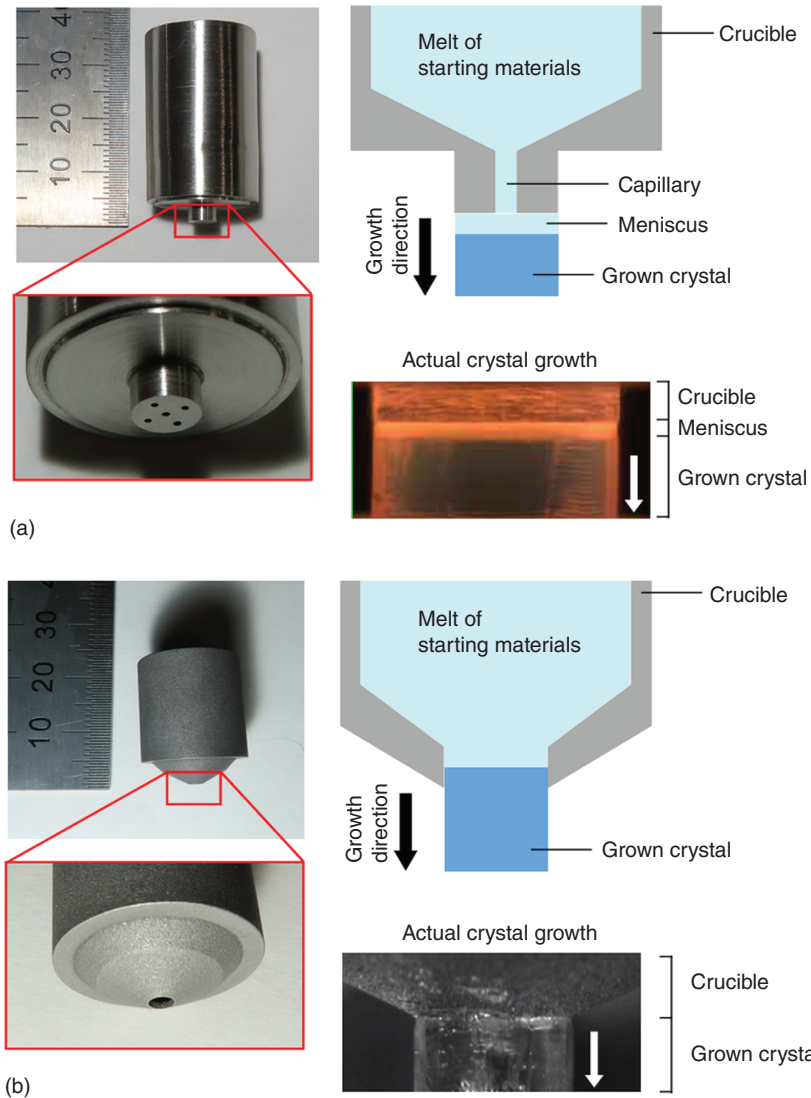 40
30
20
10
Melt of
starting materials
Crucible
Capillary
Meniscus
Grown crystal
Growth
direction
Actual crystal growth
Crucible
Meniscus
Grown crystal
(a)
30
20
10
Melt of
starting materials
Crucible
Growth
direction
Grown crystal
Actual crystal growth
Crucible
Grown crysta
(b)